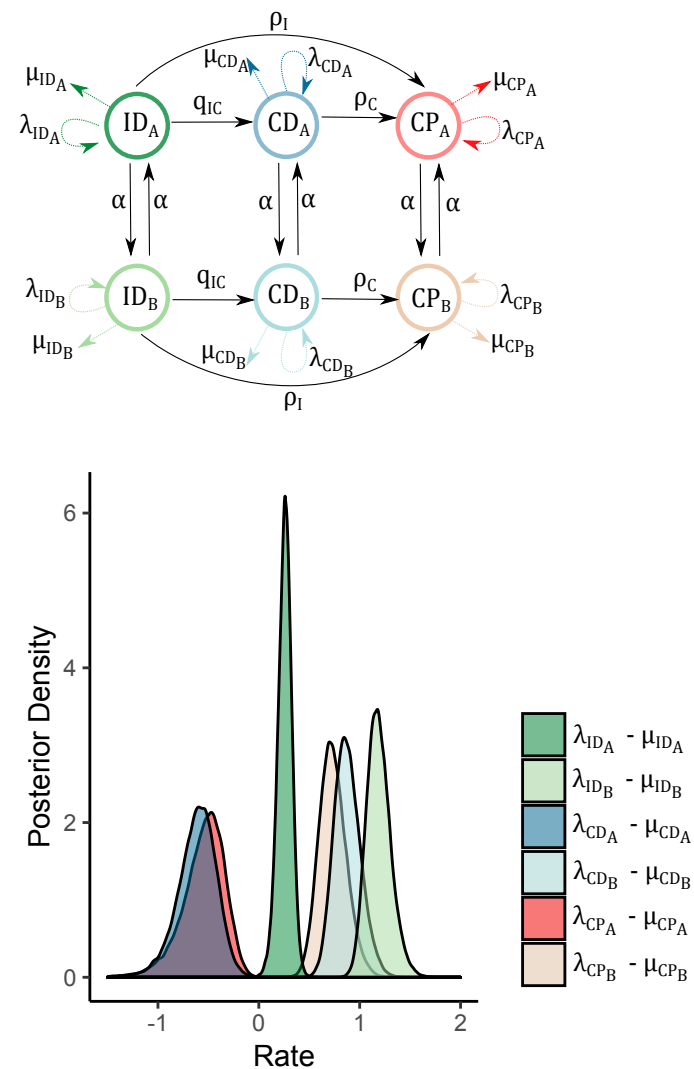 ρI
μIDA
μCDA
λCDA
μCPA
λIDA
IDA
qIC
CDA
ρC
CPA
λCPA
α
α
α
α
α
α
λIDB
IDB
qIC
CDB
ρC
CPB
λCPB
μIDB
μCDB
λCDB
μCPB
ρI
Posterior Density
6
4
2
0
-1
0
1
2
Rate
λIDA - μIDA
λIDB - μIDB
λCDA - μCDA
λCDB - μCDB
λCPA - μCPA
λCPB - μCPB